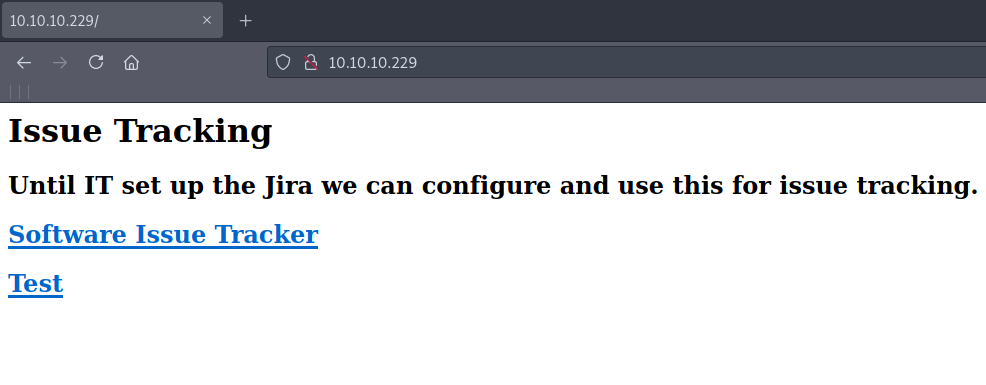 10.10.10.229/
10.10.10.229
Issue Tracking
Until IT set up the Jira we can configure and use this for issue tracking.
Software Issue Tracker
Test